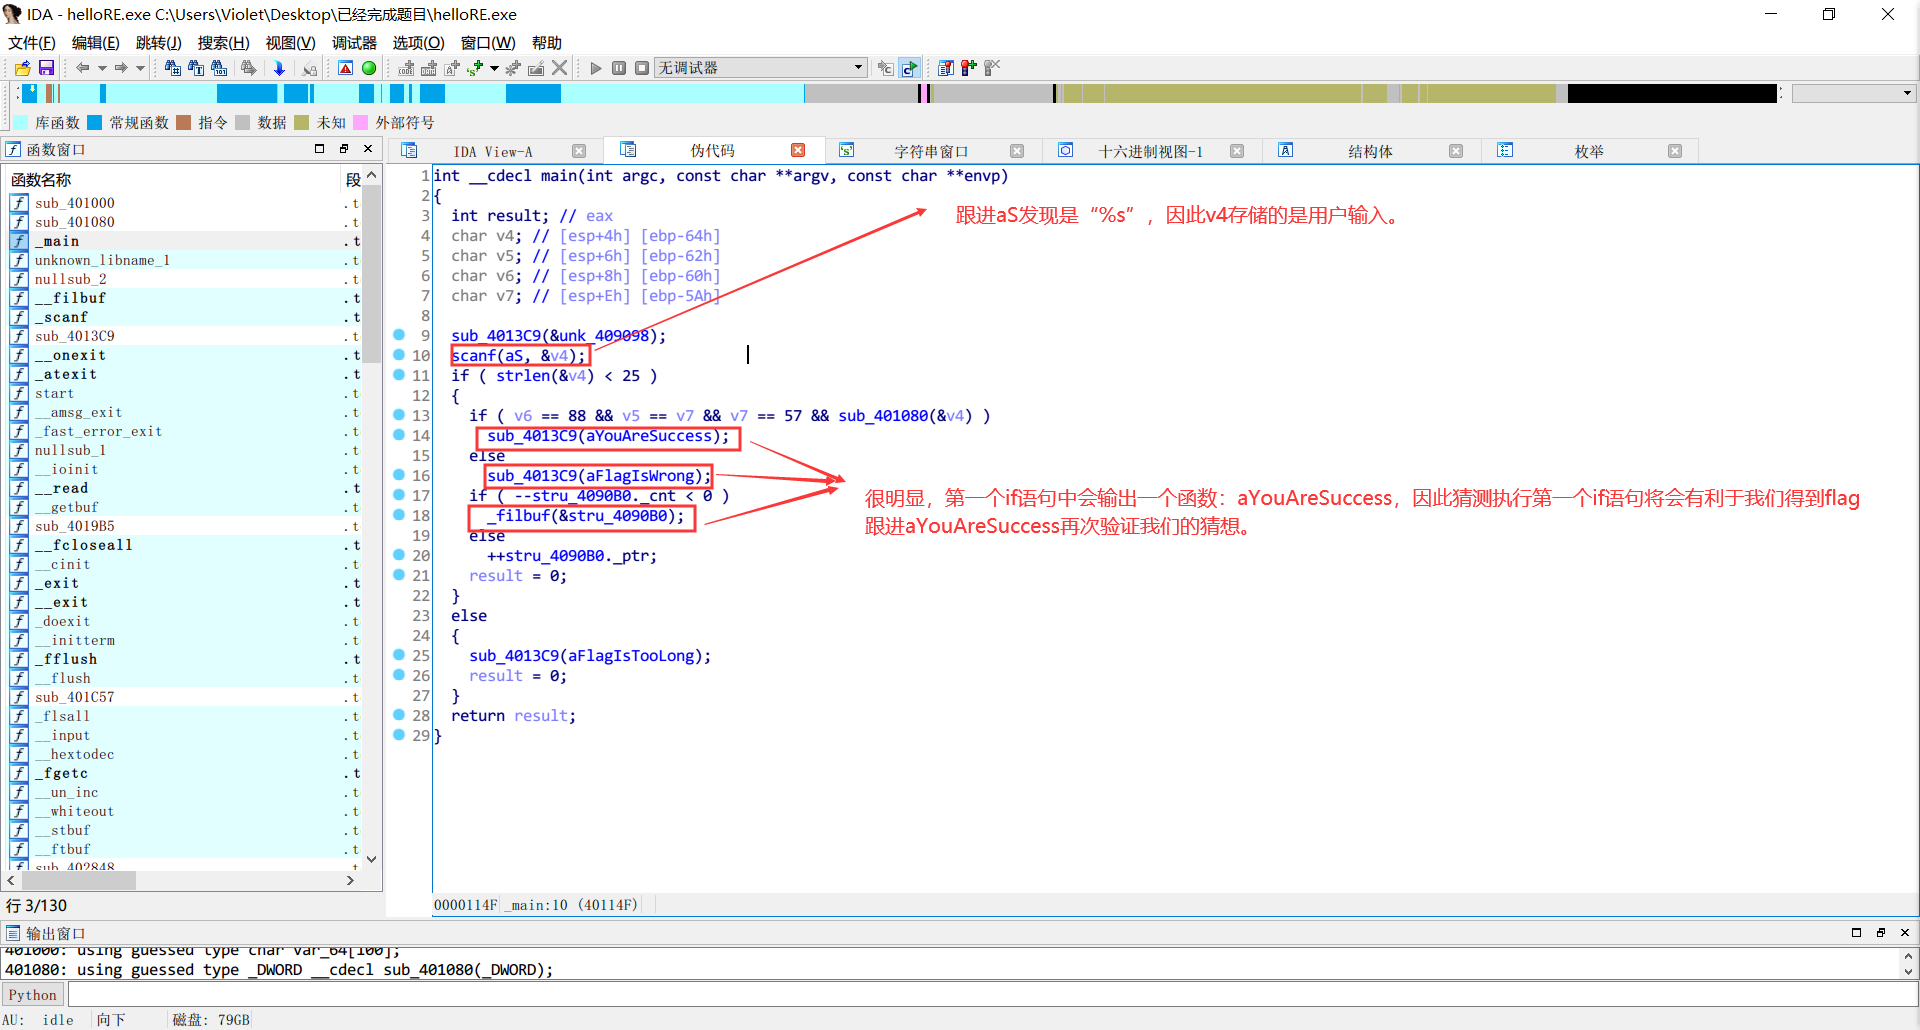 IDA - helloRE.exe C:\Users\Violet\Desktop\已经完成题目\helloRE.exe
文件(F) 编辑(E) 跳转(J) 搜索(H) 视图(V) 调试器 选项(O) 窗口(W) 帮助
无调试器
库函数 常规函数 指令 数据 未知 外部符号
函数窗口
IDA View-A 伪代码 字符串窗口 十六进制视图-1 结构体 枚举
函数名称 段
sub_401000 .t
sub_401080 .t
_main .t
unknown_libname_1 .t
nullsub_2 .t
__filbuf .t
_scanf .t
sub_4013C9 .t
__onexit .t
_atexit .t
start .t
__amsg_exit .t
_fast_error_exit .t
nullsub_1 .t
__ioinit .t
__read .t
__getbuf .t
sub_4019B5 .t
__fcloseall .t
__cinit .t
_exit .t
__exit .t
_doexit .t
__initterm .t
_fflush .t
__flush .t
sub_401C57 .t
_flsall .t
__input .t
__hextodec .t
_fgetc .t
__un_inc .t
__whiteout .t
__stbuf .t
__ftbuf .t
sub_402848 .t
行 3/130
1 int __cdecl main(int argc, const char **argv, const char **envp)
2 {
3 int result; // eax
4 char v4; // [esp+4h] [ebp-64h]
5 char v5; // [esp+6h] [ebp-62h]
6 char v6; // [esp+8h] [ebp-60h]
7 char v7; // [esp+Eh] [ebp-5Ah]
8
9 sub_4013C9(&unk_409098);
10 scanf(aS, &v4);
11 if ( strlen(&v4) < 25 )
12 {
13 if ( v6 == 88 && v5 == v7 && v7 == 57 && sub_401080(&v4) )
14 sub_4013C9(aYouAreSuccess);
15 else
16 sub_4013C9(aFlagIsWrong);
17 if ( --stru_4090B0._cnt < 0 )
18 _filbuf(&stru_4090B0);
19 else
20 ++stru_4090B0._ptr;
21 result = 0;
22 }
23 else
24 {
25 sub_4013C9(aFlagIsTooLong);
26 result = 0;
27 }
28 return result;
29 }
跟进aS发现是“%s”，因此v4存储的是用户输入。
很明显，第一个if语句中会输出一个函数：aYouAreSuccess，因此猜测执行第一个if语句将会有利于我们得到flag
跟进aYouAreSuccess再次验证我们的猜想。
0000114F _main:10 (40114F)
输出窗口
401000: using guessed type char var_64[100];
401080: using guessed type _DWORD __cdecl sub_401080(_DWORD);
Python
AU: idle 向下 磁盘: 79GB